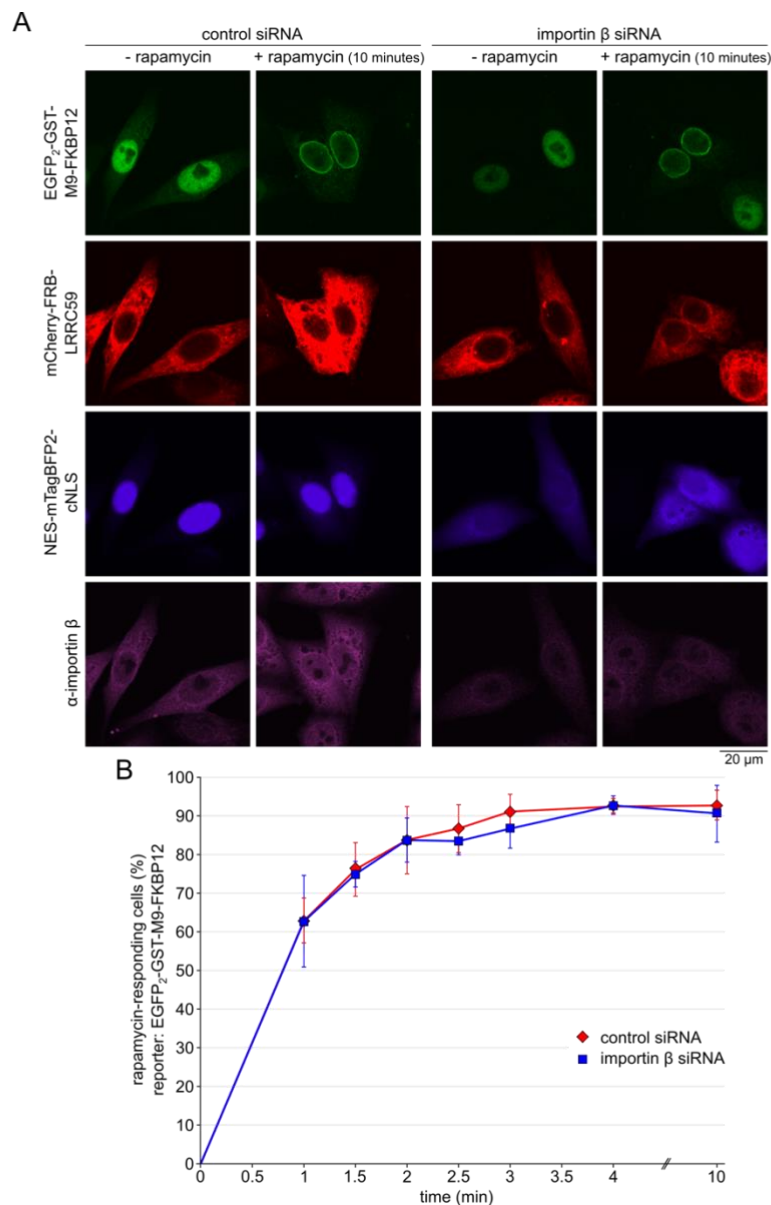 A
control siRNA
importin β siRNA
- rapamycin
+ rapamycin (10 minutes)
- rapamycin
+ rapamycin (10 minutes)
EGFP₂-GST-
M9-FKBP12
mCherry-FRB-
LRRC59
NES-mTagBFP2-
cNLS
α-importin β
20 µm
B
100
90
80
70
60
50
40
30
20
10
0
rapamycin-responding cells (%)
reporter: EGFP₂-GST-M9-FKBP12
control siRNA
importin β siRNA
0
0.5
1
1.5
2
2.5
3
3.5
4
10
time (min)